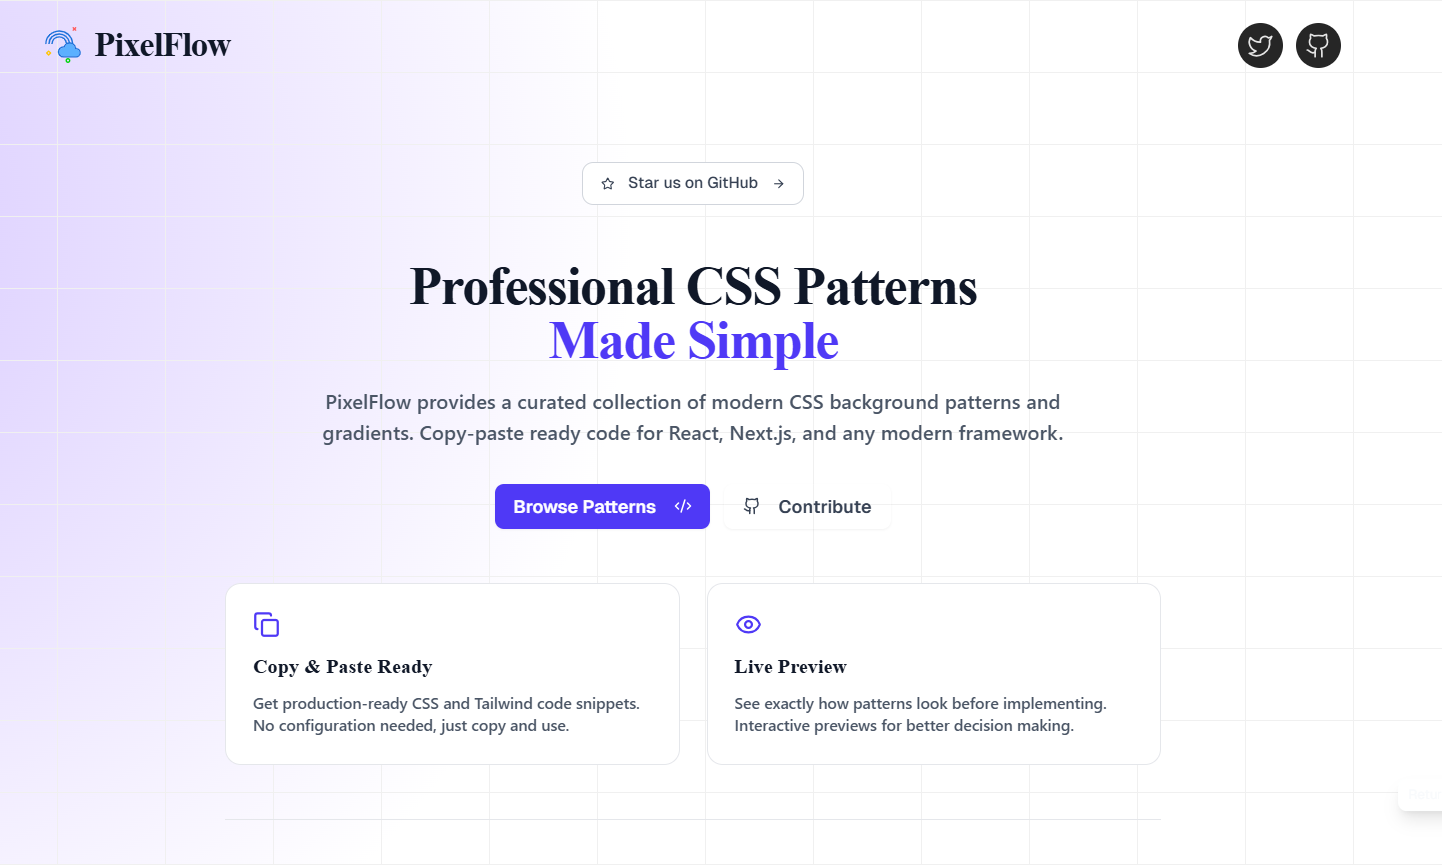 PixelFlow
Star us on GitHub
Professional CSS Patterns
Made Simple
PixelFlow provides a curated collection of modern CSS background patterns and
gradients. Copy-paste ready code for React, Next.js, and any modern framework.
Browse Patterns
Contribute
Copy & Paste Ready
Get production-ready CSS and Tailwind code snippets.
No configuration needed, just copy and use.
Live Preview
See exactly how patterns look before implementing.
Interactive previews for better decision making.